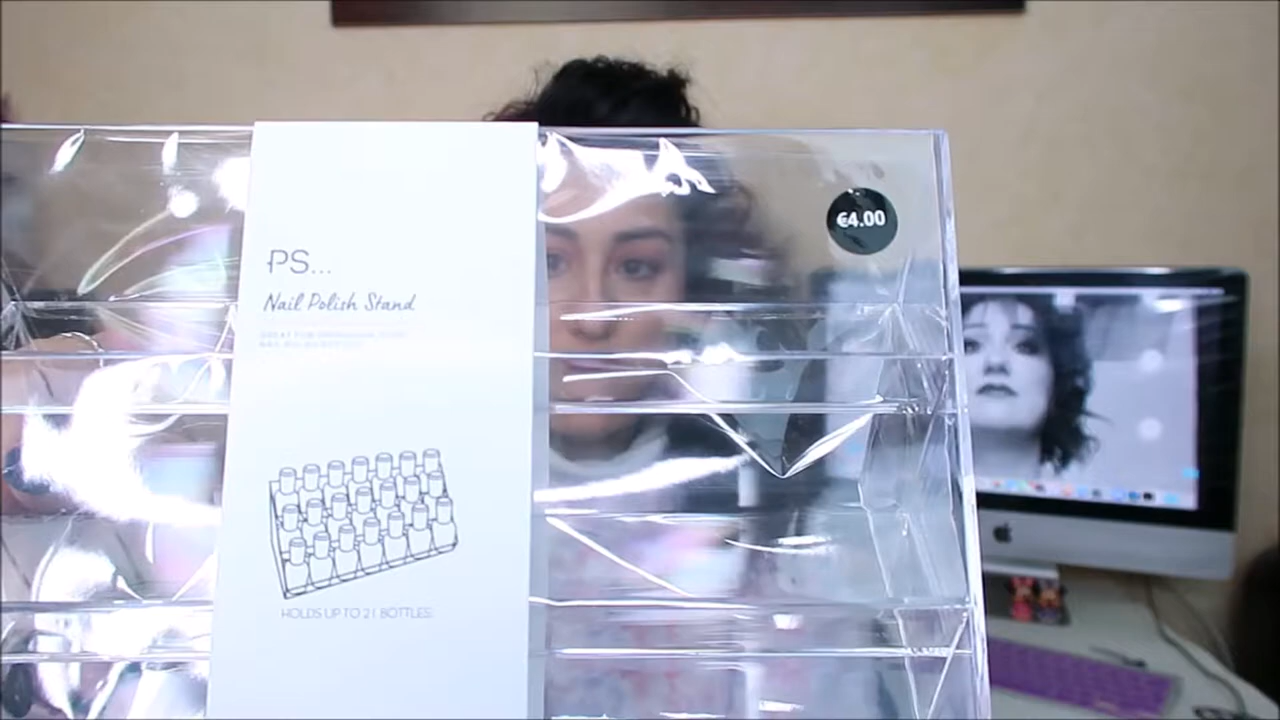 PS...
Nail Polish Stand
HOLDS UP TO 21 BOTTLES.
€4.00